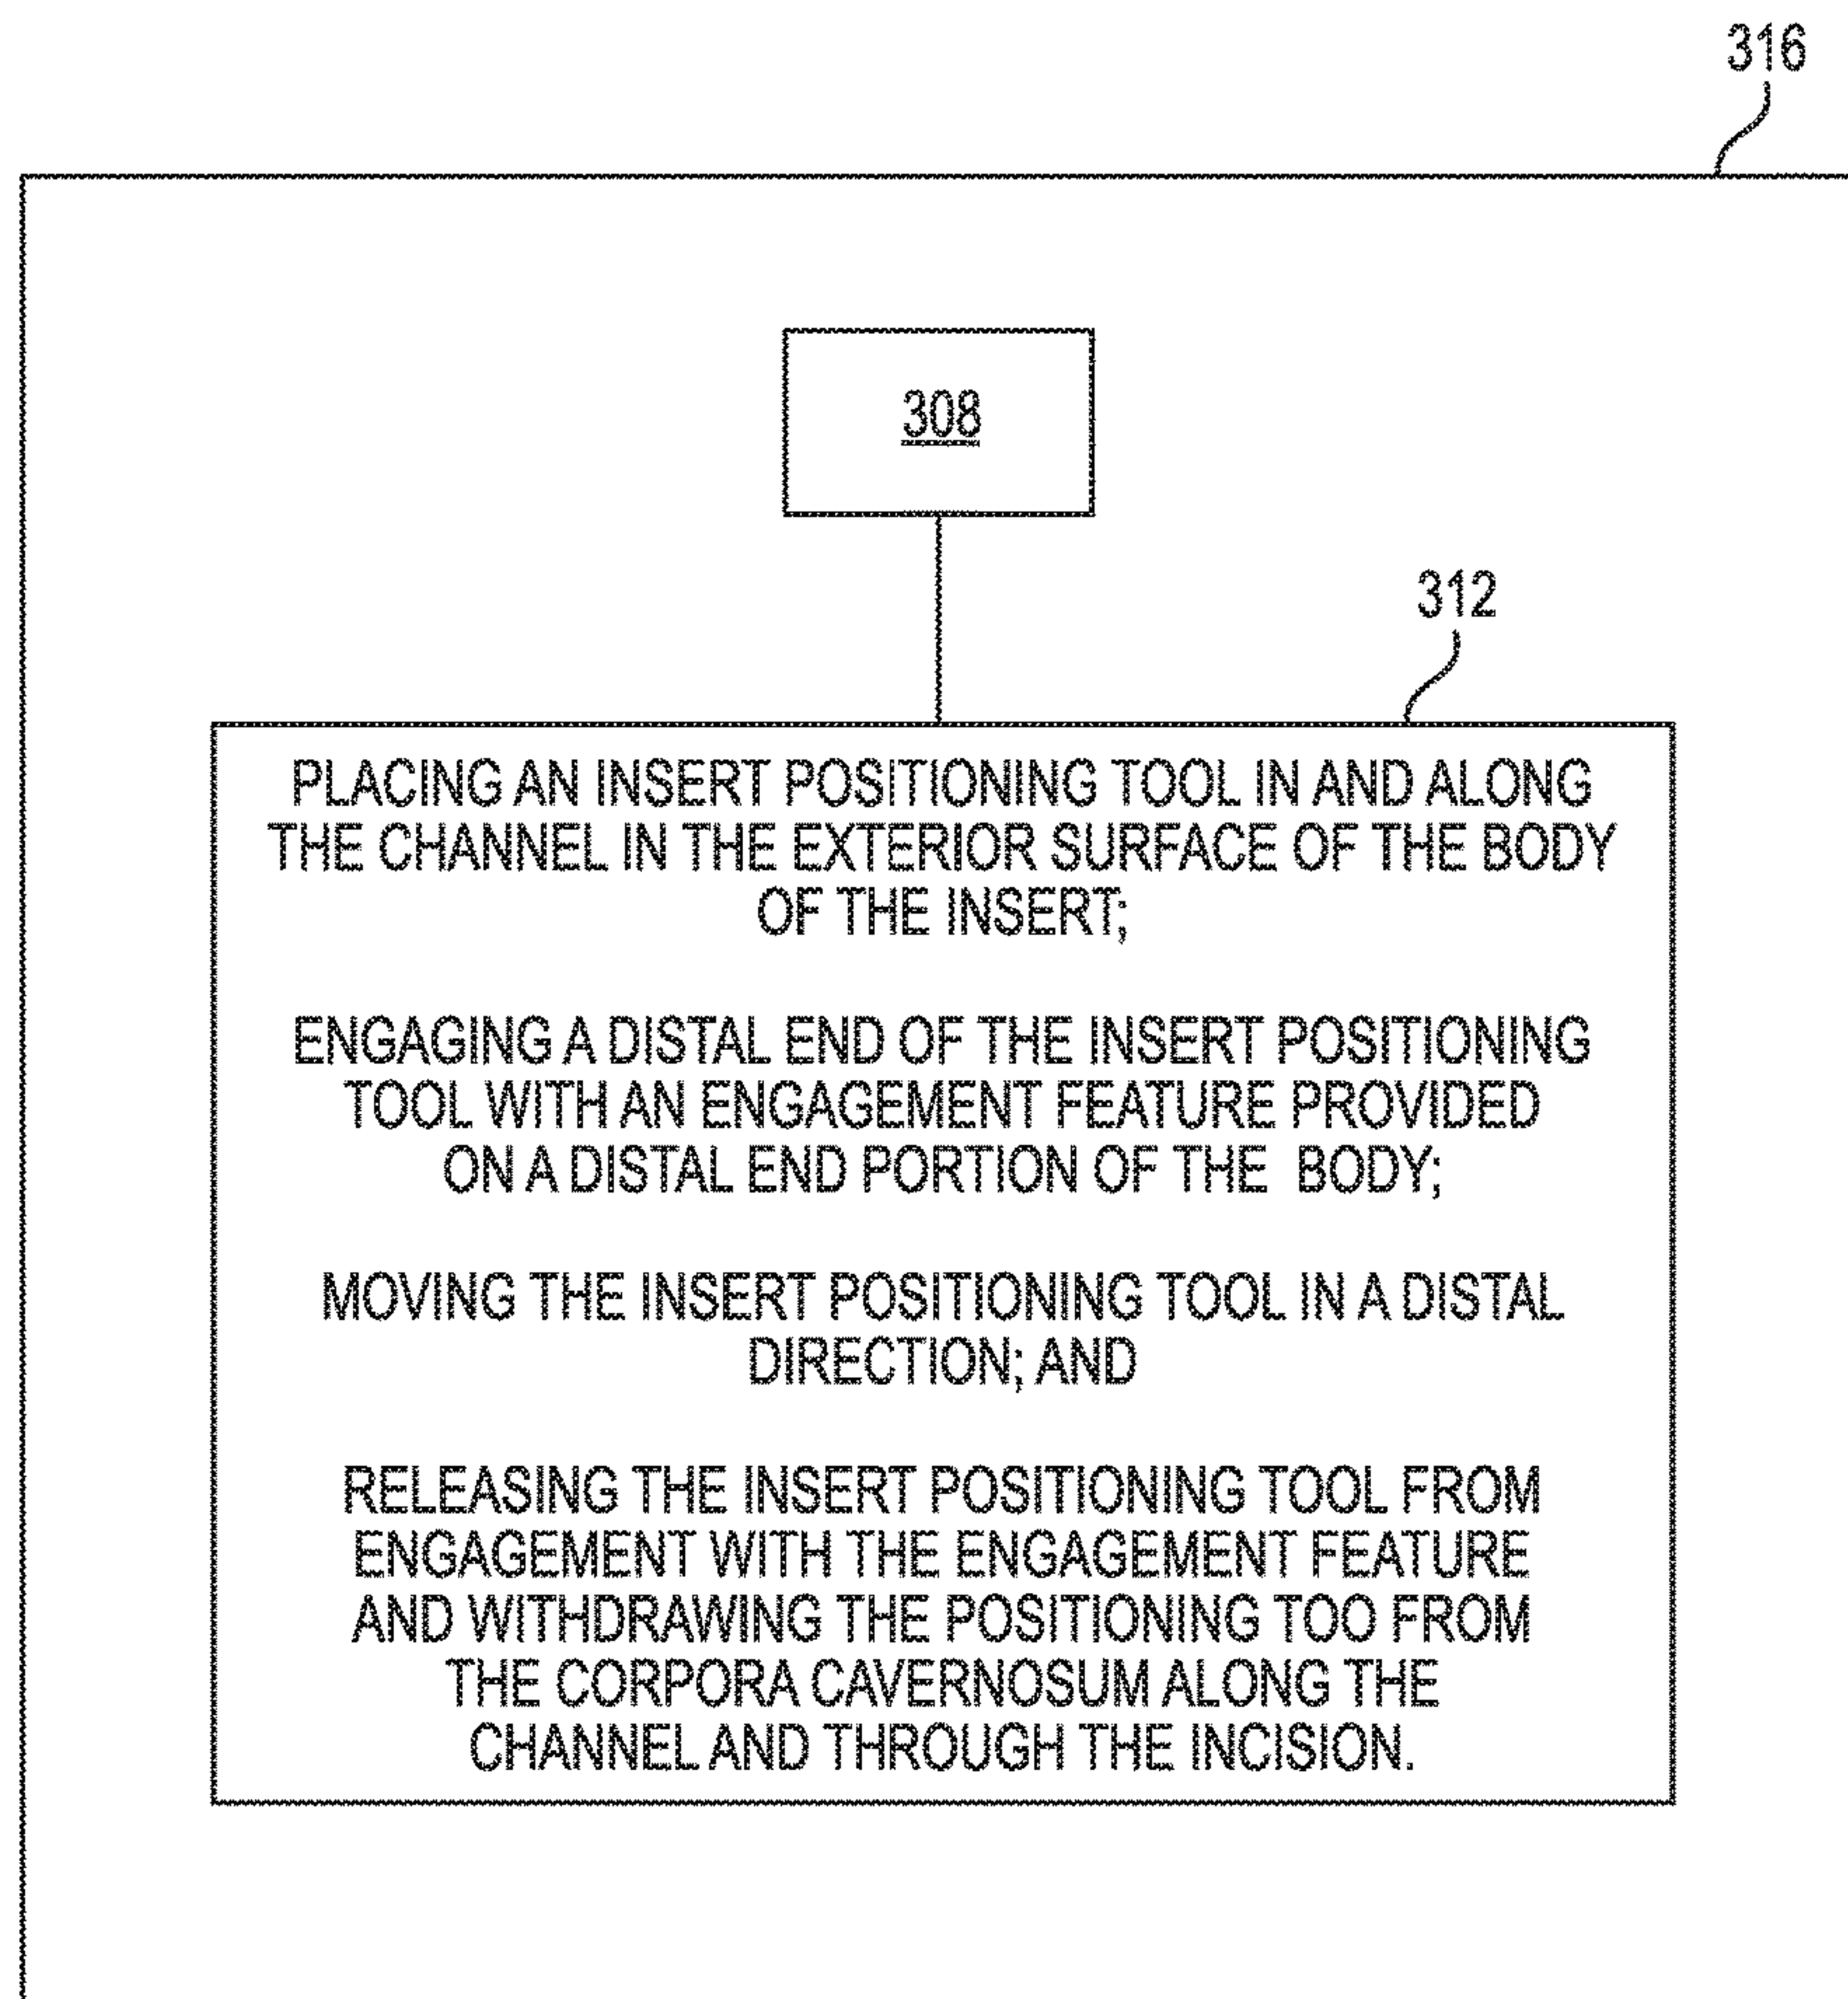 316
308
312
PLACING AN INSERT POSITIONING TOOL IN AND ALONG
THE CHANNEL IN THE EXTERIOR SURFACE OF THE BODY
OF THE INSERT;
ENGAGING A DISTAL END OF THE INSERT POSITIONING
TOOL WITH AN ENGAGEMENT FEATURE PROVIDED
ON A DISTAL END PORTION OF THE BODY;
MOVING THE INSERT POSITIONING TOOL IN A DISTAL
DIRECTION; AND
RELEASING THE INSERT POSITIONING TOOL FROM
ENGAGEMENT WITH THE ENGAGEMENT FEATURE
AND WITHDRAWING THE POSITIONING TOO FROM
THE CORPORA CAVERNOSUM ALONG THE
CHANNEL AND THROUGH THE INCISION.